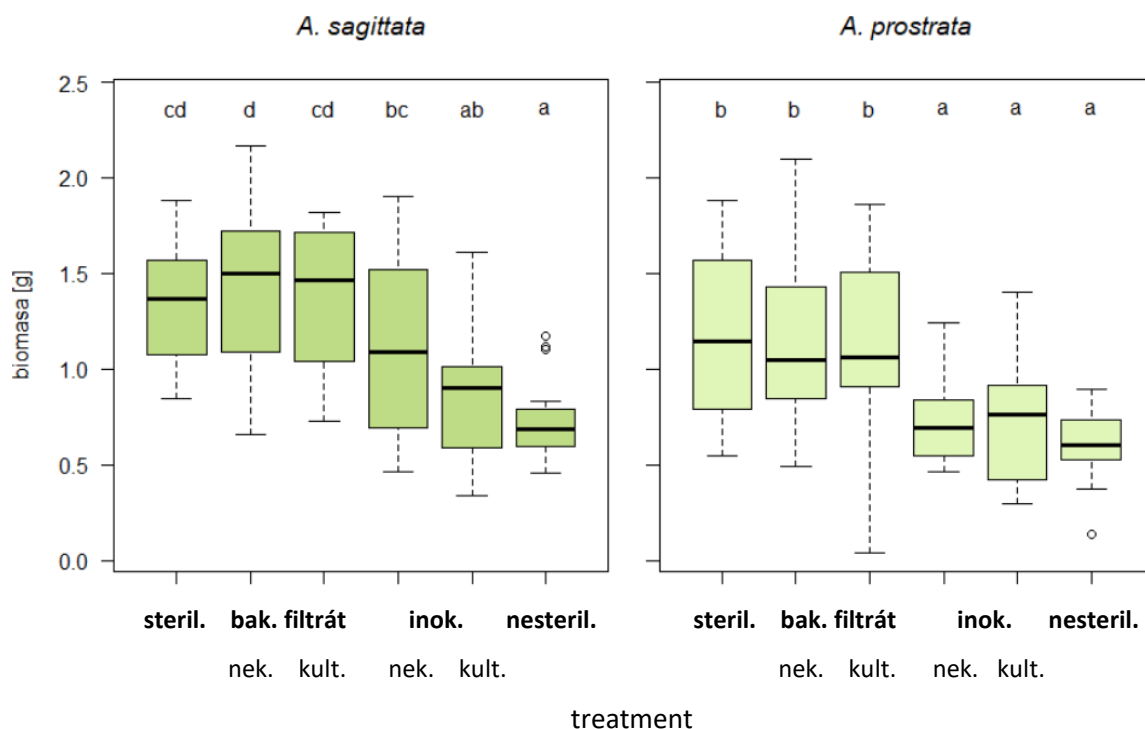 A. sagittata A. prostrata
2.5
cd d cd bc ab a b b b a a a
2.0
1.5
biomasa [g]
1.0
0.5
0.0
steril. bak. filtrát inok. nesteril. steril. bak. filtrát inok. nesteril.
nek. kult. nek. kult. nek. kult. nek. kult.
treatment